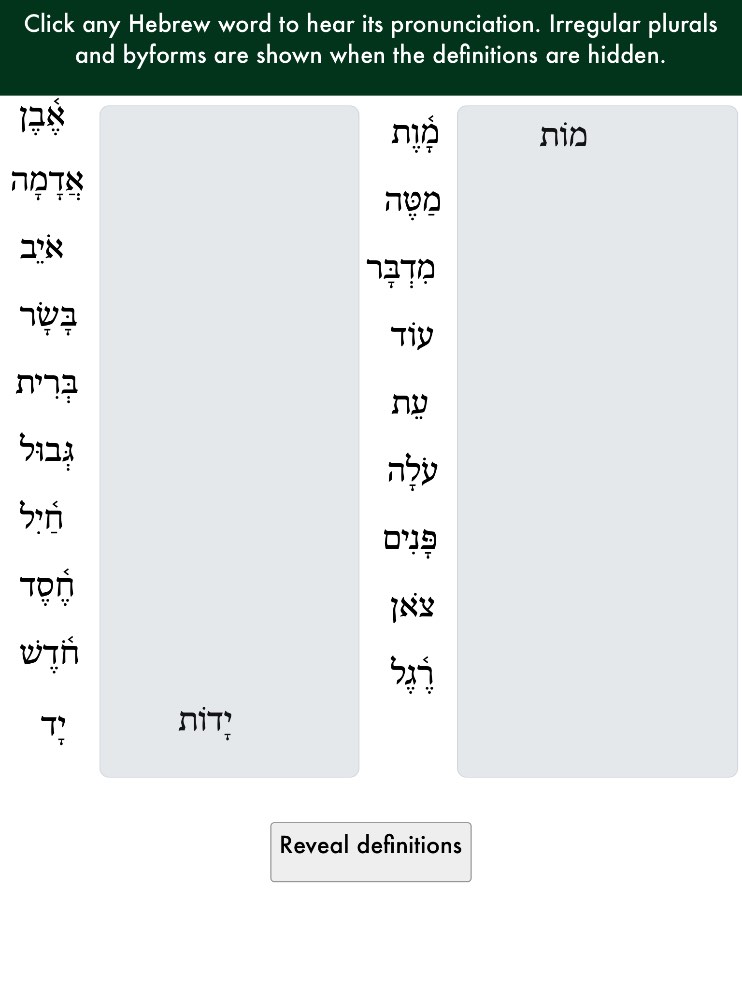 Click any Hebrew word to hear its pronunciation. Irregular plurals
and byforms are shown when the definitions are hidden.
אֶ֫בֶן
אֲדָמָה
אֹיֵב
בָּשָׂר
בְּרִית
גְּבוּל
חַ֫יִל
חֶ֫סֶד
חֹ֫דֶשׁ
יָד
יָדוֹת
מָ֫וֶת
מוֹת
מַטֶּה
מִדְבָּר
עוֹד
עֵת
עֹלָה
פָּנִים
צֹאן
רֶ֫גֶל
Reveal definitions